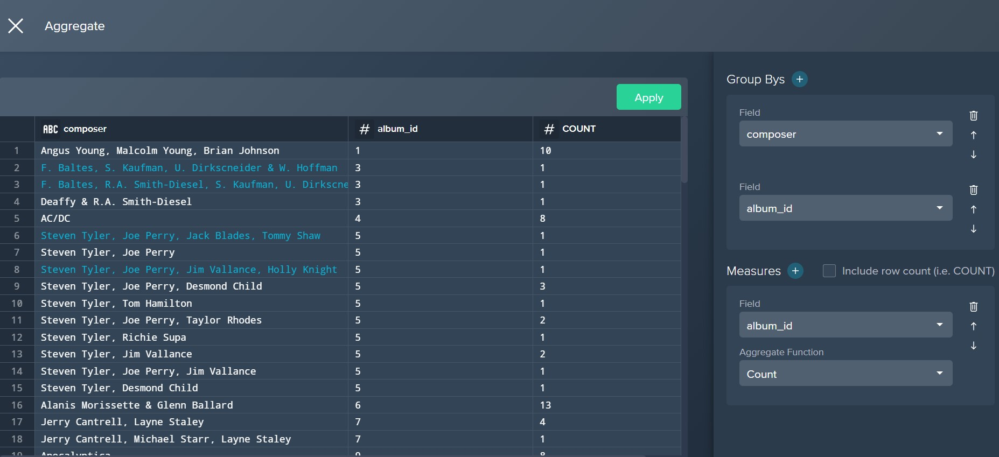 Aggregate
Apply
ABC composer # album_id # COUNT
1 Angus Young, Malcolm Young, Brian Johnson 1 10
2 F. Baltes, S. Kaufman, U. Dirkscneider & W. Hoffman 3 1
3 F. Baltes, R.A. Smith-Diesel, S. Kaufman, U. Dirkscne 3 1
4 Deaffy & R.A. Smith-Diesel 3 1
5 AC/DC 4 8
6 Steven Tyler, Joe Perry, Jack Blades, Tommy Shaw 5 1
7 Steven Tyler, Joe Perry 5 1
8 Steven Tyler, Joe Perry, Jim Vallance, Holly Knight 5 1
9 Steven Tyler, Joe Perry, Desmond Child 5 3
10 Steven Tyler, Tom Hamilton 5 1
11 Steven Tyler, Joe Perry, Taylor Rhodes 5 2
12 Steven Tyler, Richie Supa 5 1
13 Steven Tyler, Jim Vallance 5 2
14 Steven Tyler, Joe Perry, Jim Vallance 5 1
15 Steven Tyler, Desmond Child 5 1
16 Alanis Morissette & Glenn Ballard 6 13
17 Jerry Cantrell, Layne Staley 7 4
18 Jerry Cantrell, Michael Starr, Layne Staley 7 1
19 Apocalyptica 9 8
Group Bys +
Field
composer
Field
album_id
Measures + Include row count (i.e. COUNT)
Field
album_id
Aggregate Function
Count